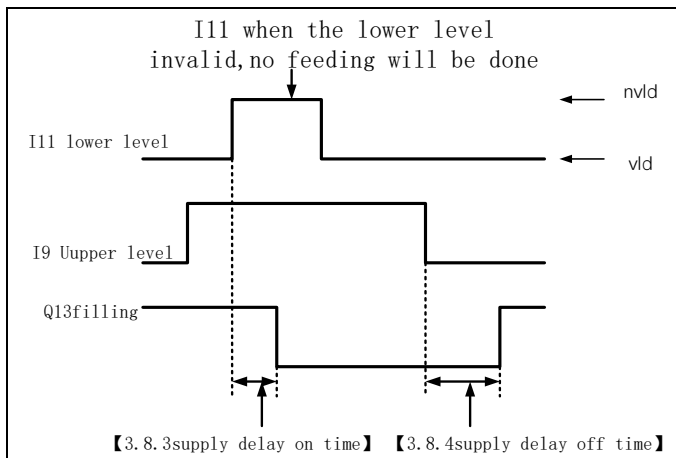 I11 when the lower level
invalid,no feeding will be done
nvld
I11 lower level
vld
I9 Uupper level
Q13filling
【3.8.3supply delay on time】 【3.8.4supply delay off time】